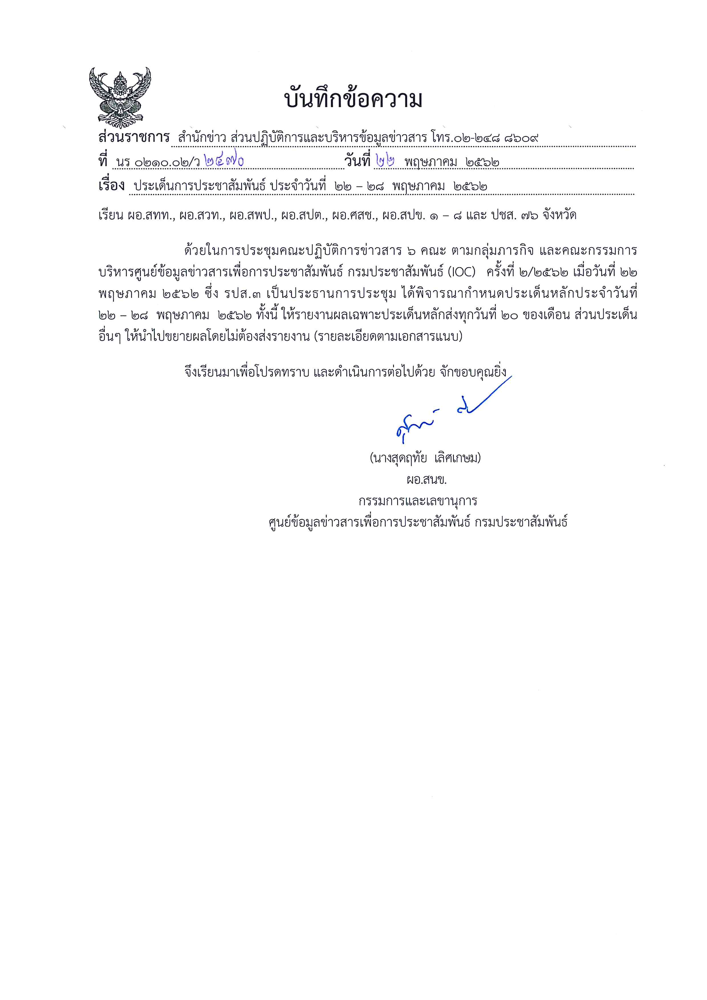 บันทึกข้อความ
ส่วนราชการ สำนักข่าว ส่วนปฏิบัติการและบริหารข้อมูลข่าวสาร โทร.๐๒-๒๔๘ ๘๖๐๙
ที่ นร ๐๒๑๐.๐๒/ว ๒๔๗๐ วันที่ ๒๒ พฤษภาคม ๒๕๖๒
เรื่อง ประเด็นการประชาสัมพันธ์ ประจำวันที่ ๒๒ – ๒๘ พฤษภาคม ๒๕๖๒
เรียน ผอ.สทท., ผอ.สวท., ผอ.สพป., ผอ.สปต., ผอ.ศสช., ผอ.สปข. ๑ – ๘ และ ปชส. ๗๖ จังหวัด
ด้วยในการประชุมคณะปฏิบัติการข่าวสาร ๖ คณะ ตามกลุ่มภารกิจ และคณะกรรมการ
บริหารศูนย์ข้อมูลข่าวสารเพื่อการประชาสัมพันธ์ กรมประชาสัมพันธ์ (IOC) ครั้งที่ ๒/๒๕๖๒ เมื่อวันที่ ๒๒
พฤษภาคม ๒๕๖๒ ซึ่ง รปส.๓ เป็นประธานการประชุม ได้พิจารณากำหนดประเด็นหลักประจำวันที่
๒๒ – ๒๘ พฤษภาคม ๒๕๖๒ ทั้งนี้ ให้รายงานผลเฉพาะประเด็นหลักส่งทุกวันที่ ๒๐ ของเดือน ส่วนประเด็น
อื่นๆ ให้นำไปขยายผลโดยไม่ต้องส่งรายงาน (รายละเอียดตามเอกสารแนบ)
จึงเรียนมาเพื่อโปรดทราบ และดำเนินการต่อไปด้วย จักขอบคุณยิ่ง
(นางสุดฤทัย เลิศเกษม)
ผอ.สนข.
กรรมการและเลขานุการ
ศูนย์ข้อมูลข่าวสารเพื่อการประชาสัมพันธ์ กรมประชาสัมพันธ์